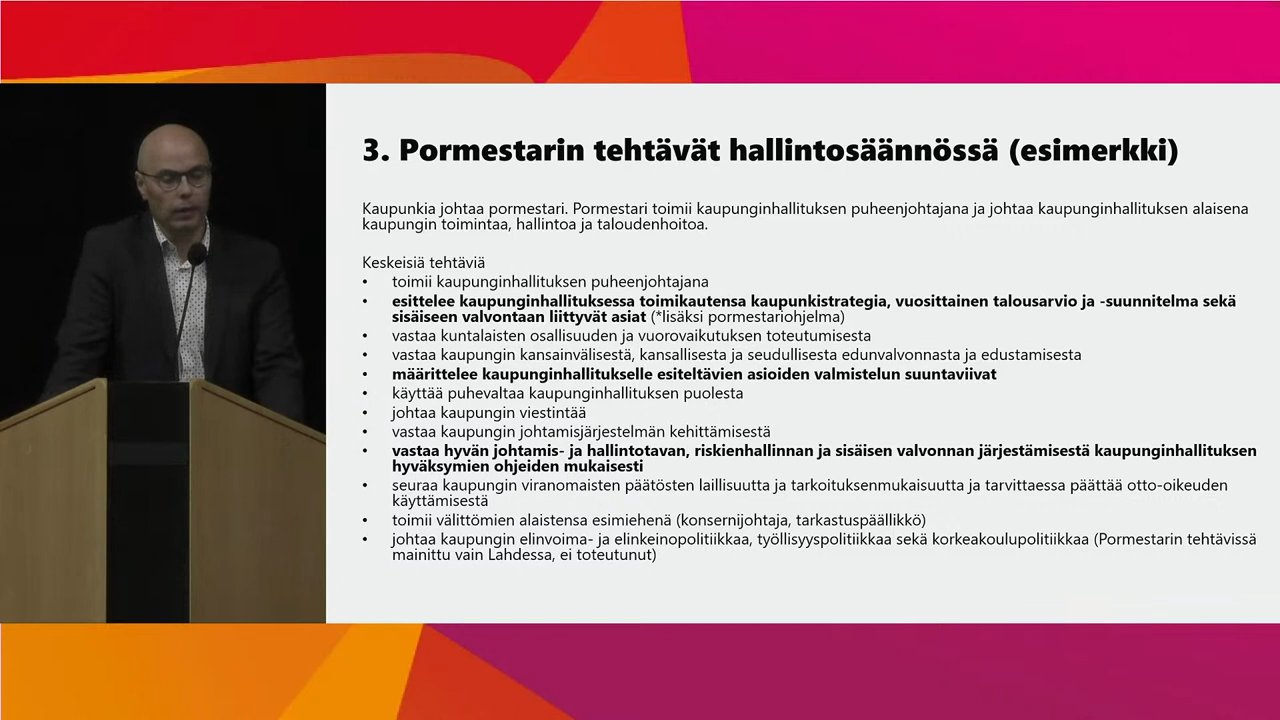 3. Pormestarin tehtävät hallintosäännössä (esimerkki)
Kaupunkia johtaa pormestari. Pormestari toimii kaupunginhallituksen puheenjohtajana ja johtaa kaupunginhallituksen alaisena
kaupungin toimintaa, hallintoa ja taloudenhoitoa.
Keskeisiä tehtäviä
• toimii kaupunginhallituksen puheenjohtajana
• esittelee kaupunginhallituksessa toimikautensa kaupunkistrategia, vuosittainen talousarvio ja -suunnitelma sekä
sisäiseen valvontaan liittyvät asiat (*lisäksi pormestariohjelma)
• vastaa kuntalaisten osallisuuden ja vuorovaikutuksen toteutumisesta
• vastaa kaupungin kansainvälisestä, kansallisesta ja seudullisesta edunvalvonnasta ja edustamisesta
• määrittelee kaupunginhallitukselle esiteltävien asioiden valmistelun suuntaviivat
• käyttää puhevaltaa kaupunginhallituksen puolesta
• johtaa kaupungin viestintää
• vastaa kaupungin johtamisjärjestelmän kehittämisestä
• vastaa hyvän johtamis- ja hallintotavan, riskienhallinnan ja sisäisen valvonnan järjestämisestä kaupunginhallituksen
hyväksymien ohjeiden mukaisesti
• seuraa kaupungin viranomaisten päätösten laillisuutta ja tarkoituksenmukaisuutta ja tarvittaessa päättää otto-oikeuden
käyttämisestä
• toimii välittömien alaistensa esimiehenä (konsernijohtaja, tarkastuspäällikkö)
• johtaa kaupungin elinvoima- ja elinkeinopolitiikkaa, työllisyyspolitiikkaa sekä korkeakoulupolitiikkaa (Pormestarin tehtävissä
mainittu vain Lahdessa, ei toteutunut)